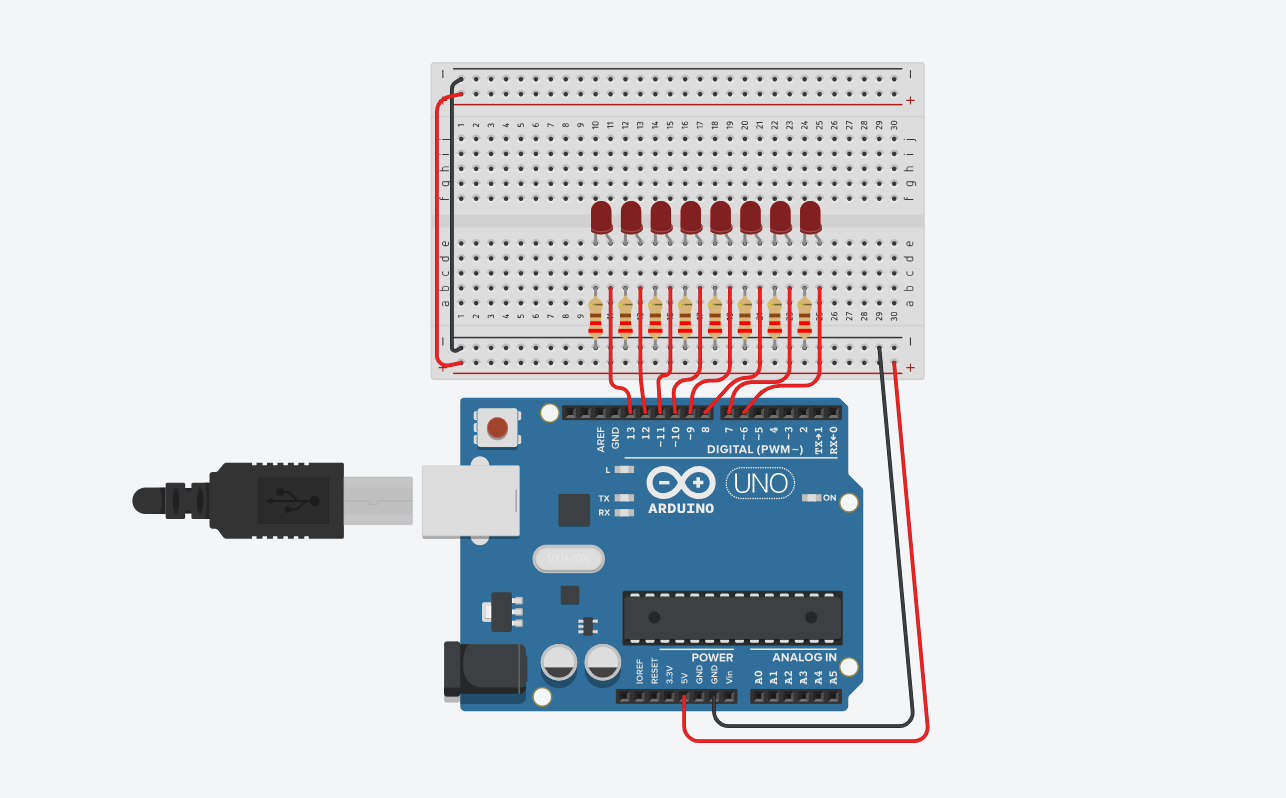 − −
+ +
1 2 3 4 5 6 7 8 9 10 11 12 13 14 15 16 17 18 19 20 21 22 23 24 25 26 27 28 29 30
j j
i i
h h
g g
f f
e e
d d
c c
b b
a a
1 2 3 4 5 6 7 8 9 26 27 28 29 30
− −
+ +
AREF GND 13 12 ~11 ~10 ~9 8 7 ~6 ~5 4 ~3 2 TX→1 RX←0
DIGITAL (PWM~)
L
TX
RX
UNO
ON
ARDUINO
POWER
ANALOG IN
IOREF RESET 3.3V 5V GND GND Vin A0 A1 A2 A3 A4 A5